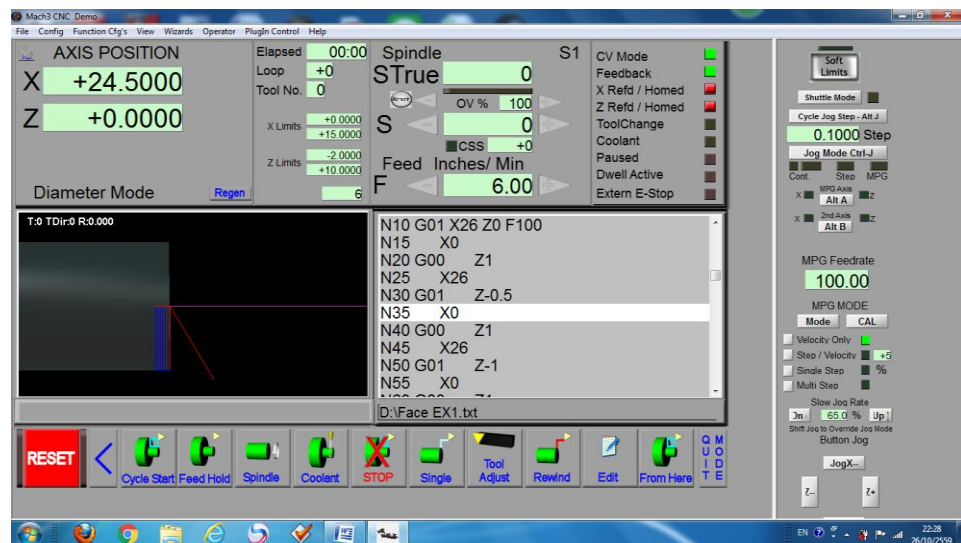 Mach3 CNC Demo
File Config Function Cfg's View Wizards Operator PlugIn Control Help
AXIS POSITION
X +24.5000
Z +0.0000
Diameter Mode
Regen
Elapsed 00:00
Loop +0
Tool No. 0
X Limits +0.0000
+15.0000
Z Limits -2.0000
+10.0000
6
Spindle S1
STrue 0
Reset OV % 100
S 0
CSS +0
Feed Inches/ Min
F 6.00
CV Mode
Feedback
X Refd / Homed
Z Refd / Homed
ToolChange
Coolant
Paused
Dwell Active
Extern E-Stop
T:0 TDir:0 R:0.000
N10 G01 X26 Z0 F100
N15 X0
N20 G00 Z1
N25 X26
N30 G01 Z-0.5
N35 X0
N40 G00 Z1
N45 X26
N50 G01 Z-1
N55 X0
D:\Face EX1.txt
RESET
Cycle Start
Feed Hold
Spindle
Coolant
STOP
Single
Tool
Adjust
Rewind
Edit
From Here
QUIT
MODE
Soft
Limits
Shuttle Mode
Cycle Jog Step - Alt J
0.1000 Step
Jog Mode Ctrl-J
Cont. Step MPG
MPG Axis
X Alt A Z
2nd Axis
X Alt B Z
MPG Feedrate
100.00
MPG MODE
Mode CAL
Velocity Only
Step / Velocity +5
Single Step %
Multi Step
Slow Jog Rate
Dn 65.0 % Up
Shift Jog to Override Jog Mode
Button Jog
JogX--
Z-- Z+
EN 22:28
26/10/2559